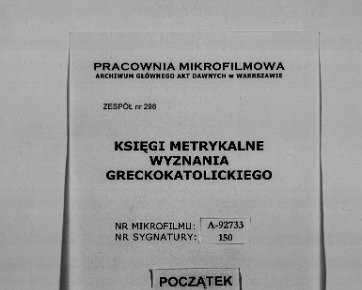 PRACOWNIA MIKROFILMOWA
ARCHIWUM GŁÓWNEGO AKT DAWNYCH w WARSZAWIE
ZESPÓŁ nr 298
KSIĘGI METRYKALNE
WYZNANIA
GRECKOKATOLICKIEGO
NR MIKROFILMU: A-92733
NR SYGNATURY: 150
POCZĄTEK